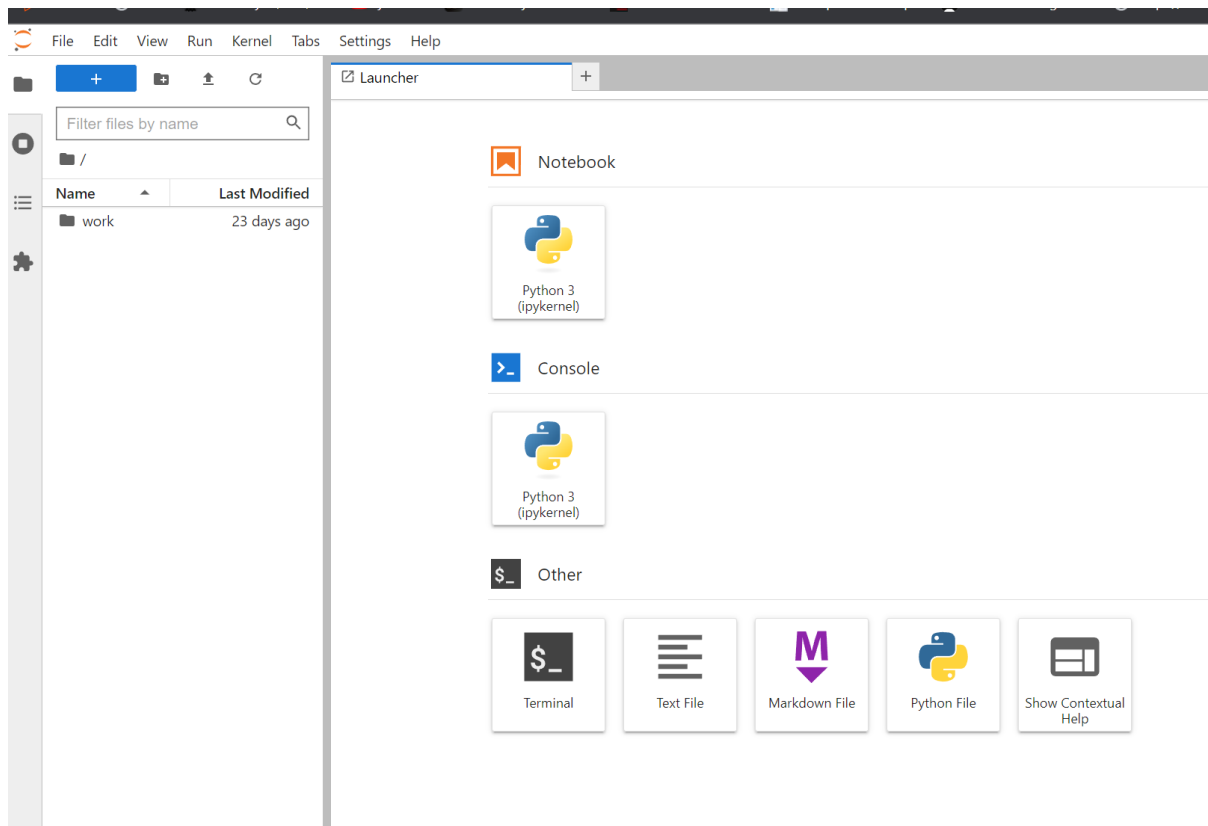 File Edit View Run Kernel Tabs Settings Help
+
Launcher
+
Filter files by name
/
Name Last Modified
work 23 days ago
Notebook
Python 3
(ipykernel)
>_ Console
Python 3
(ipykernel)
$_ Other
$_
M
Terminal Text File Markdown File Python File Show Contextual
Help